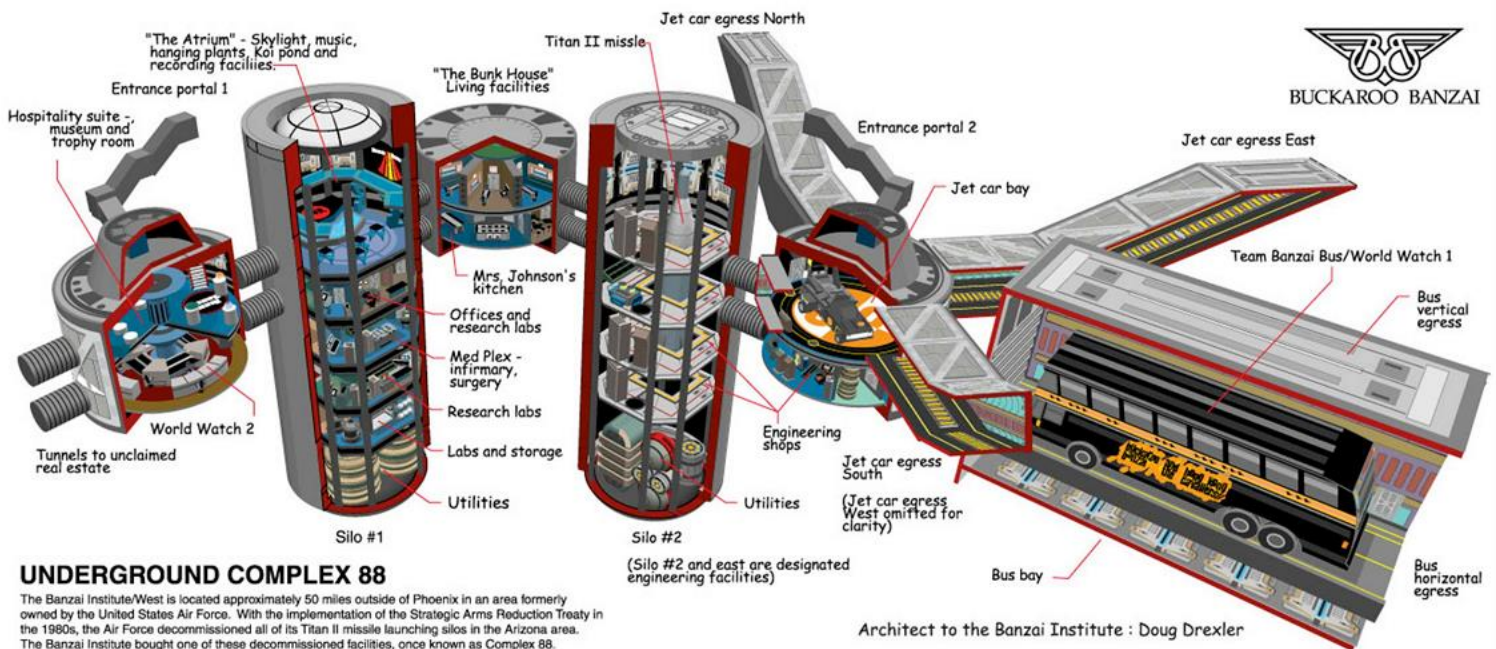 Jet car egress North
"The Atrium" - Skylight, music,
hanging plants, Koi pond and
recording faciliies.
Titan II missle
BUCKAROO BANZAI
"The Bunk House"
Living facilities
Entrance portal 1
Hospitality suite -,
museum and
trophy room
Entrance portal 2
Jet car egress East
Jet car bay
Team Banzai Bus/World Watch 1
Mrs. Johnson's
kitchen
Bus
vertical
egress
Offices and
research labs
Med Plex -
infirmary,
surgery
Research labs
World Watch 2
Engineering
shops
Tunnels to unclaimed
real estate
Labs and storage
Jet car egress
South
(Jet car egress
West omitted for
clarity)
Utilities
Utilities
Silo #1
Silo #2
(Silo #2 and east are designated
engineering facilities)
Bus bay
Bus
horizontal
egress
UNDERGROUND COMPLEX 88
The Banzai Institute/West is located approximately 50 miles outside of Phoenix in an area formerly
owned by the United States Air Force. With the implementation of the Strategic Arms Reduction Treaty in
the 1980s, the Air Force decommissioned all of its Titan II missile launching silos in the Arizona area.
The Banzai Institute bought one of these decommissioned facilities, once known as Complex 88.
Architect to the Banzai Institute : Doug Drexler